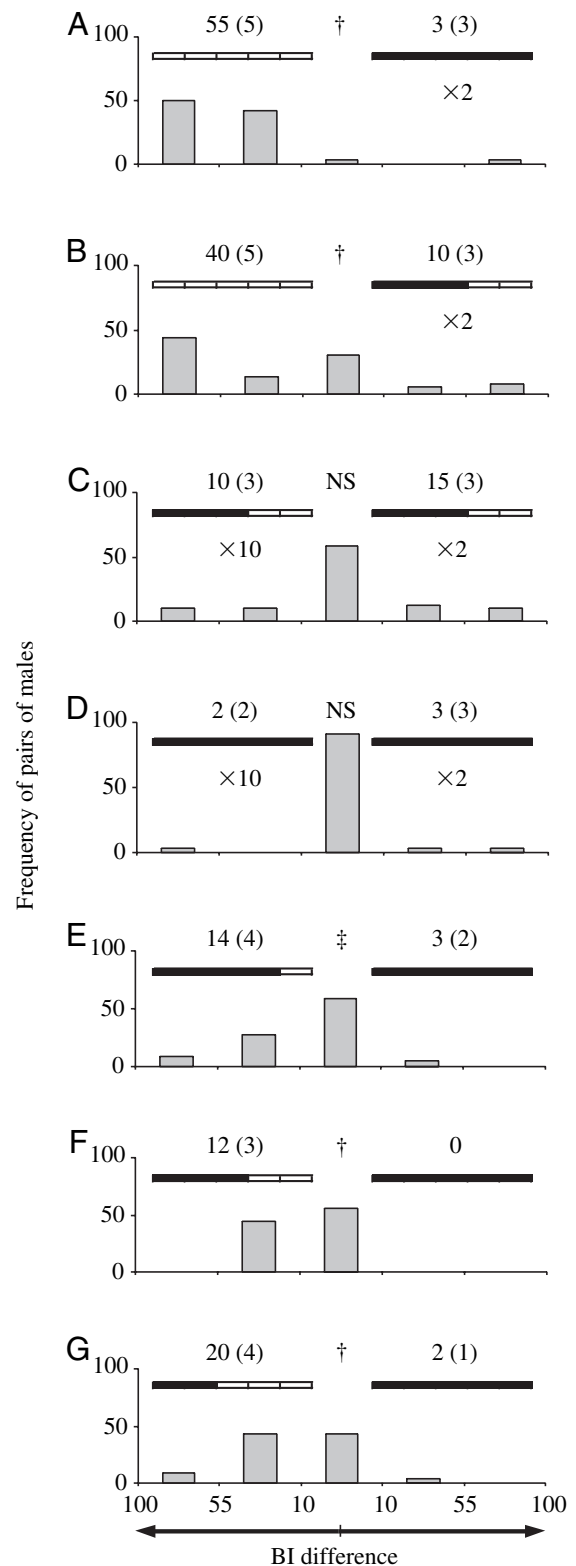 A
100
55 (5) † 3 (3)
×2
50
0
B
100
40 (5) † 10 (3)
×2
50
0
C
100
10 (3) NS 15 (3)
×10 ×2
50
0
D
100
2 (2) NS 3 (3)
×10 ×2
50
0
Frequency of pairs of males
E
100
14 (4) ‡ 3 (2)
50
0
F
100
12 (3) † 0
50
0
G
100
20 (4) † 2 (1)
50
0
100 55 10 10 55 100
BI difference